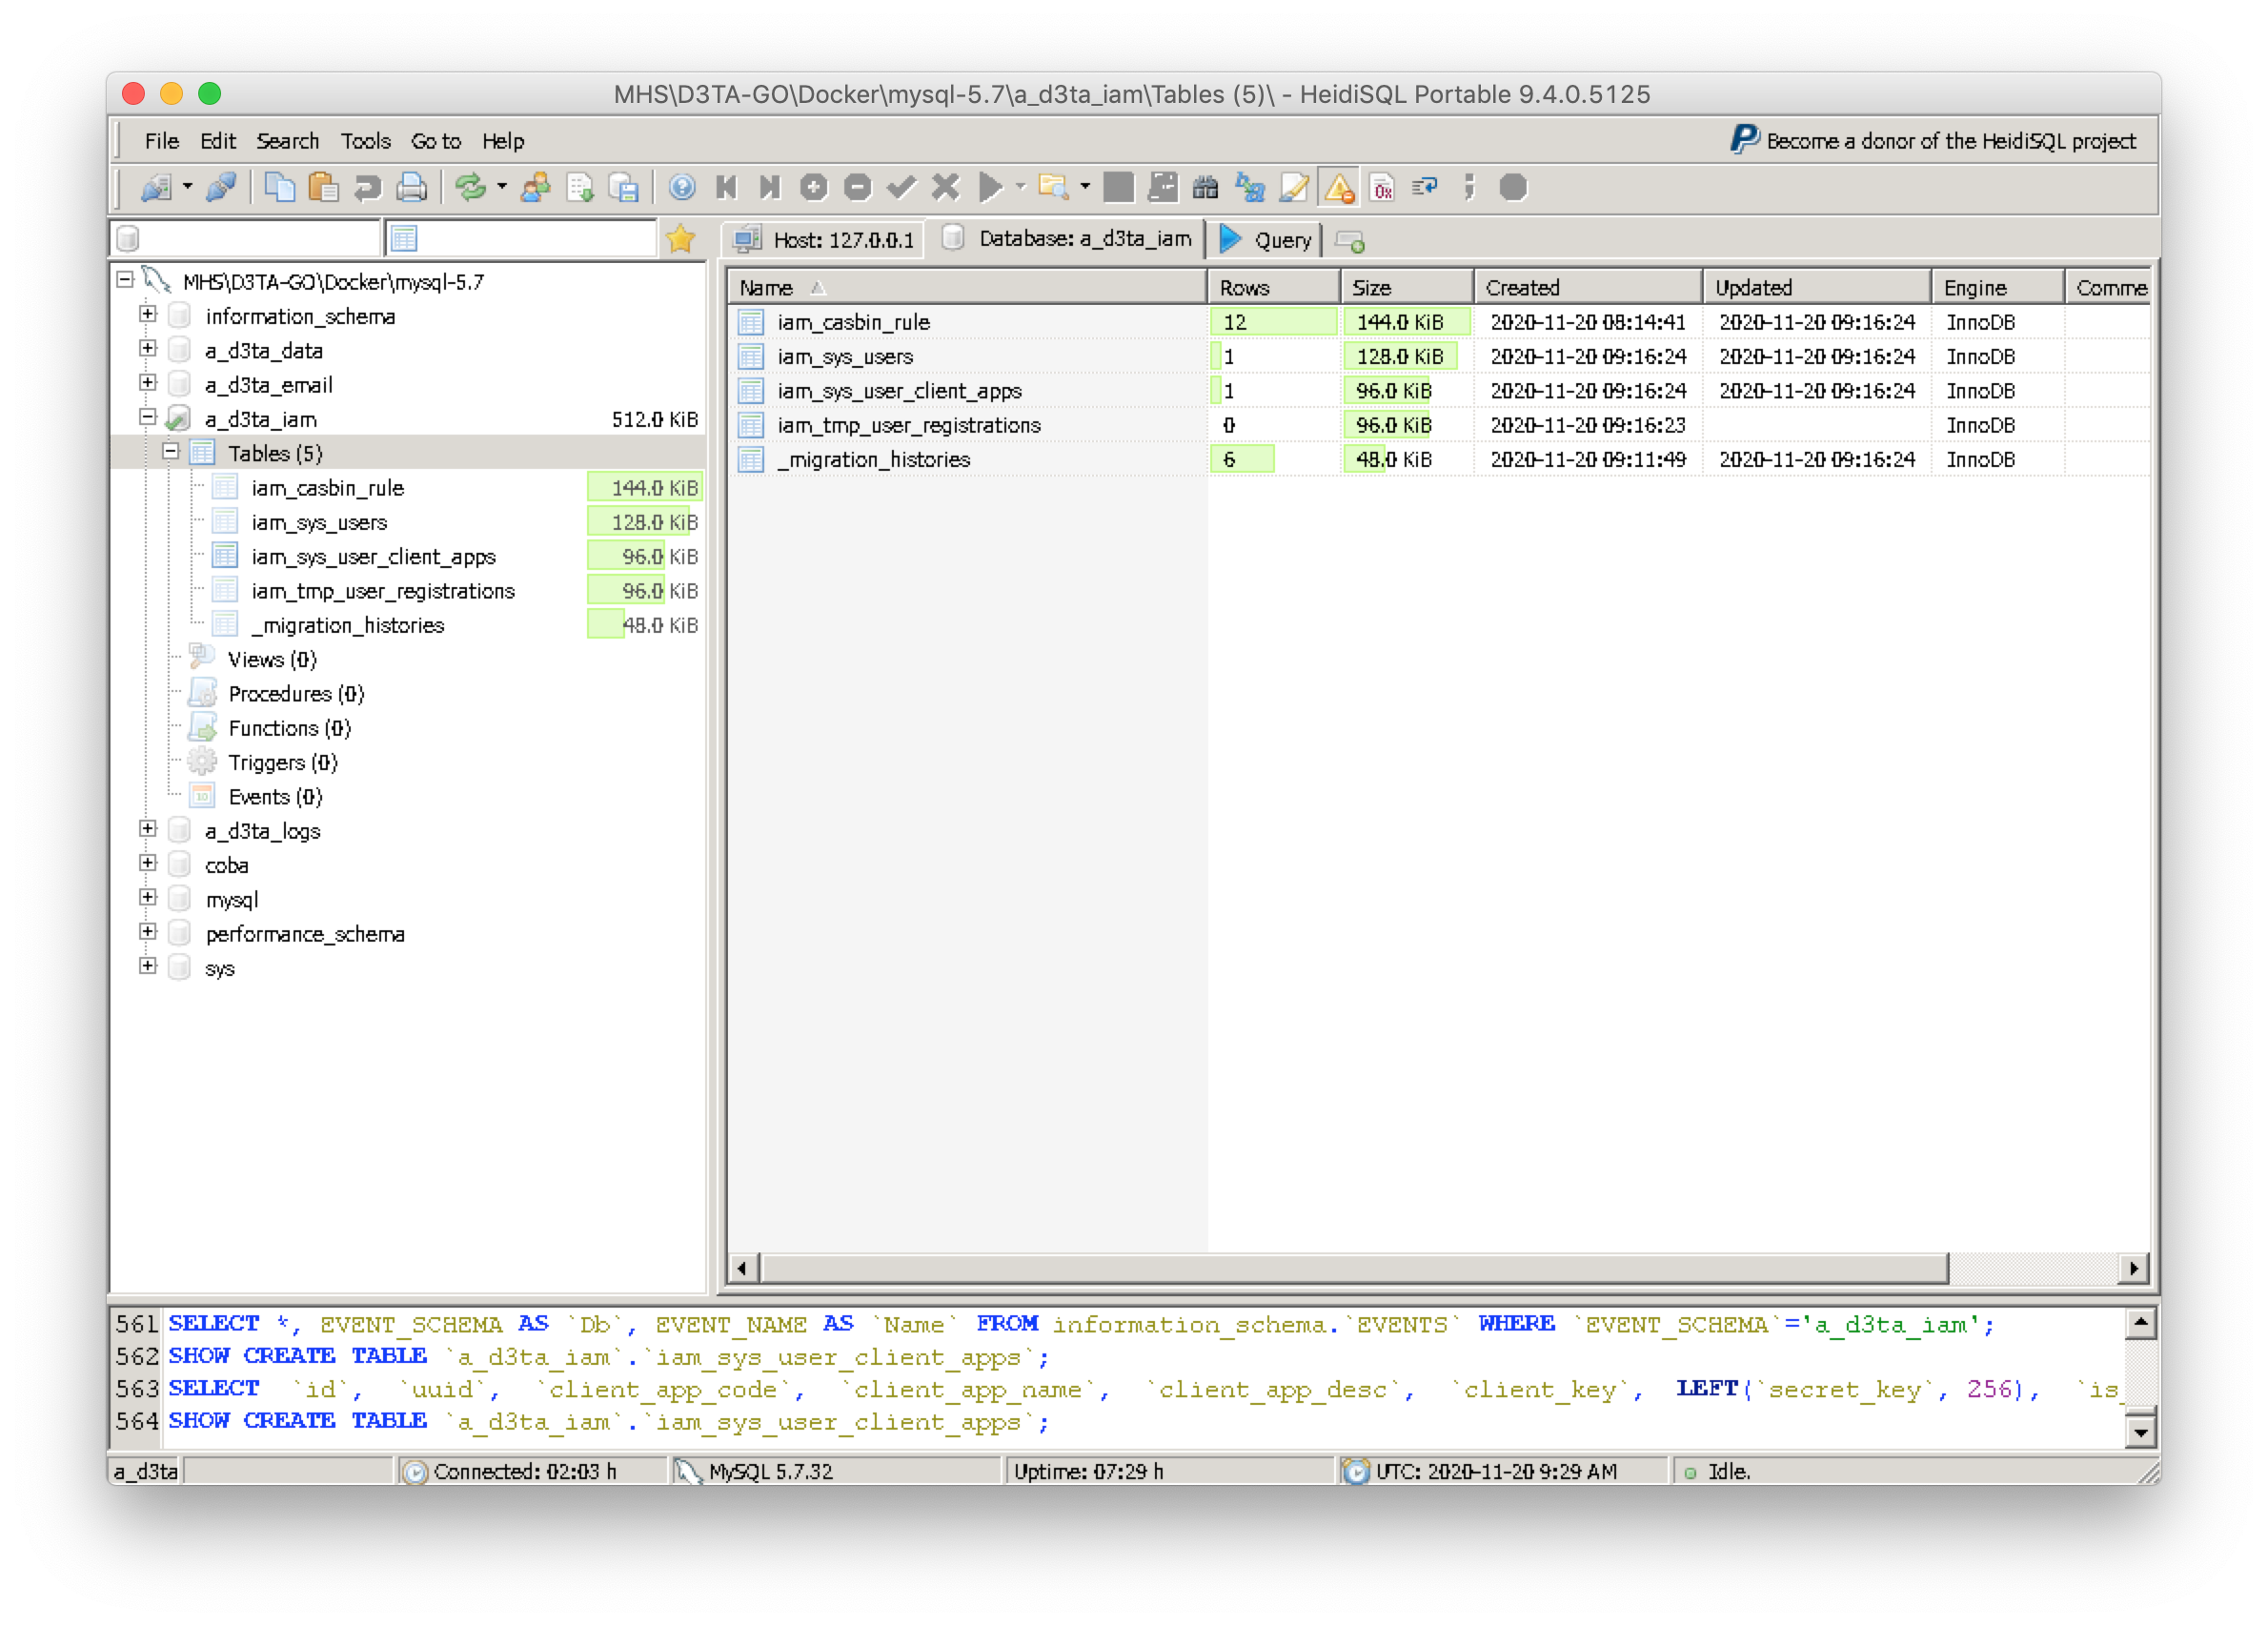 MHS\D3TA-GO\Docker\mysql-5.7\a_d3ta_iam\Tables (5)\ - HeidiSQL Portable 9.4.0.5125
File Edit Search Tools Go to Help
Become a donor of the HeidiSQL project
Host: 127.0.0.1 Database: a_d3ta_iam Query
MHS\D3TA-GO\Docker\mysql-5.7
information_schema
a_d3ta_data
a_d3ta_email
a_d3ta_iam 512.0 KiB
Tables (5)
iam_casbin_rule 144.0 KiB
iam_sys_users 128.0 KiB
iam_sys_user_client_apps 96.0 KiB
iam_tmp_user_registrations 96.0 KiB
_migration_histories 48.0 KiB
Views (0)
Procedures (0)
Functions (0)
Triggers (0)
Events (0)
a_d3ta_logs
coba
mysql
performance_schema
sys
Name Rows Size Created Updated Engine Comme
iam_casbin_rule 12 144.0 KiB 2020-11-20 08:14:41 2020-11-20 09:16:24 InnoDB
iam_sys_users 1 128.0 KiB 2020-11-20 09:16:24 2020-11-20 09:16:24 InnoDB
iam_sys_user_client_apps 1 96.0 KiB 2020-11-20 09:16:24 2020-11-20 09:16:24 InnoDB
iam_tmp_user_registrations 0 96.0 KiB 2020-11-20 09:16:23 InnoDB
_migration_histories 6 48.0 KiB 2020-11-20 09:11:49 2020-11-20 09:16:24 InnoDB
561 SELECT *, EVENT_SCHEMA AS `Db`, EVENT_NAME AS `Name` FROM information_schema.`EVENTS` WHERE `EVENT_SCHEMA`='a_d3ta_iam';
562 SHOW CREATE TABLE `a_d3ta_iam`.`iam_sys_user_client_apps`;
563 SELECT `id`, `uuid`, `client_app_code`, `client_app_name`, `client_app_desc`, `client_key`, LEFT(`secret_key`, 256), `is_
564 SHOW CREATE TABLE `a_d3ta_iam`.`iam_sys_user_client_apps`;
a_d3ta Connected: 02:03 h MySQL 5.7.32 Uptime: 07:29 h UTC: 2020-11-20 9:29 AM Idle.